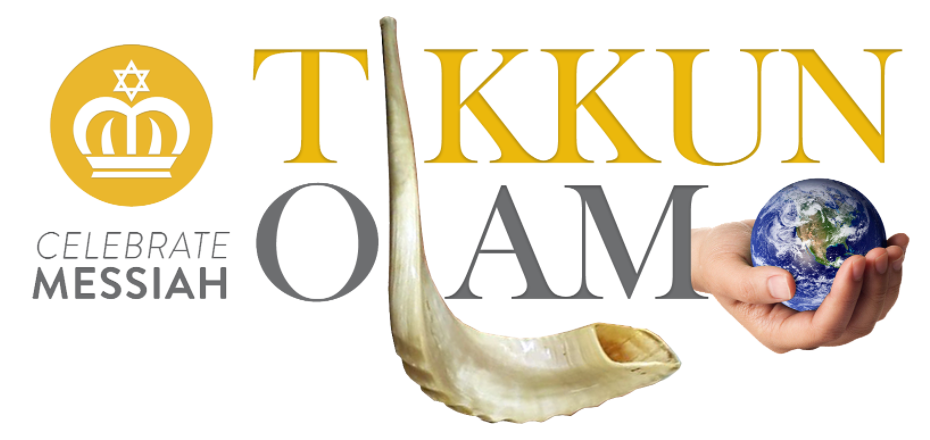 CELEBRATE
MESSIAH
TIKKUN
OLAM